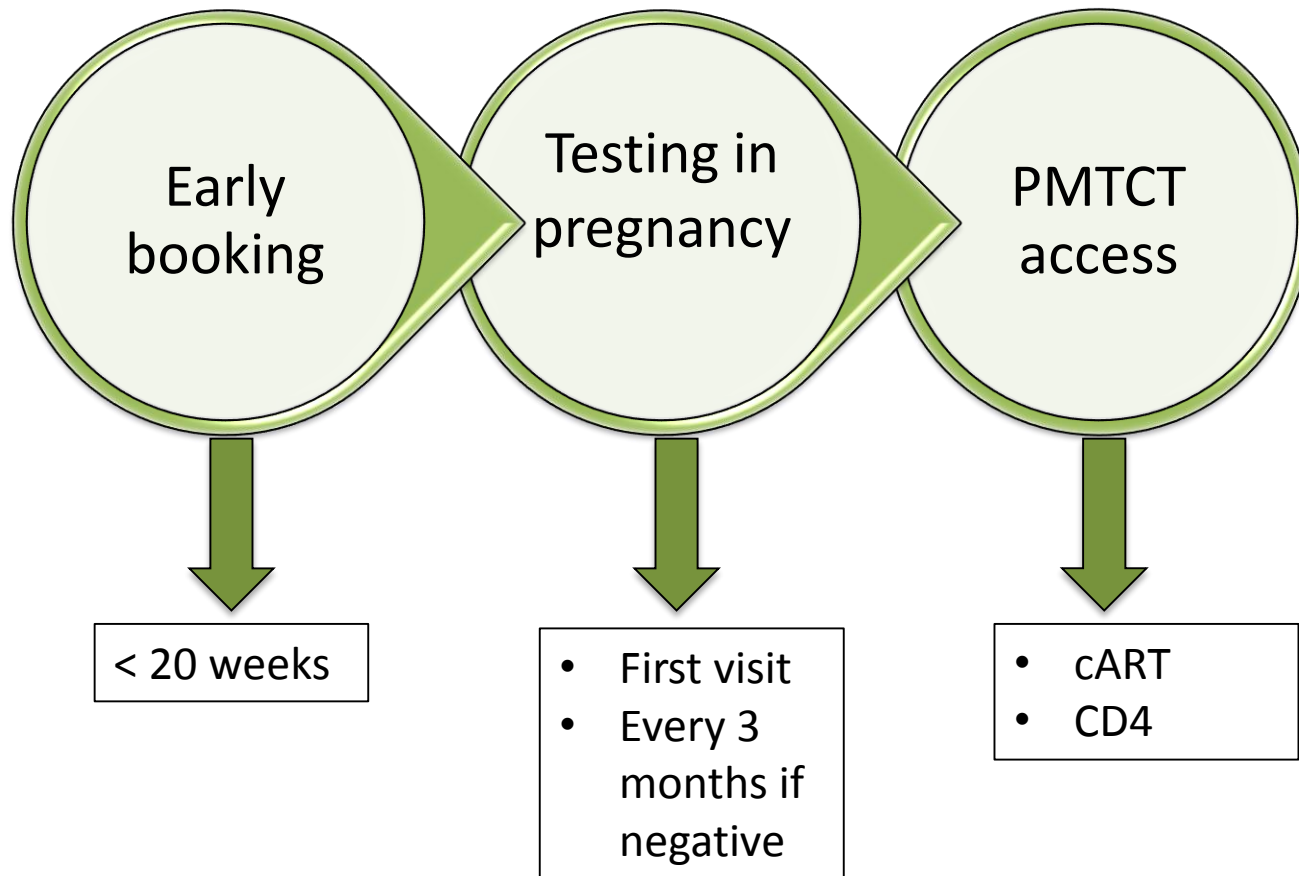 Early
booking
Testing in
pregnancy
PMTCT
access
< 20 weeks
• First visit
• Every 3
months if
negative
• cART
• CD4